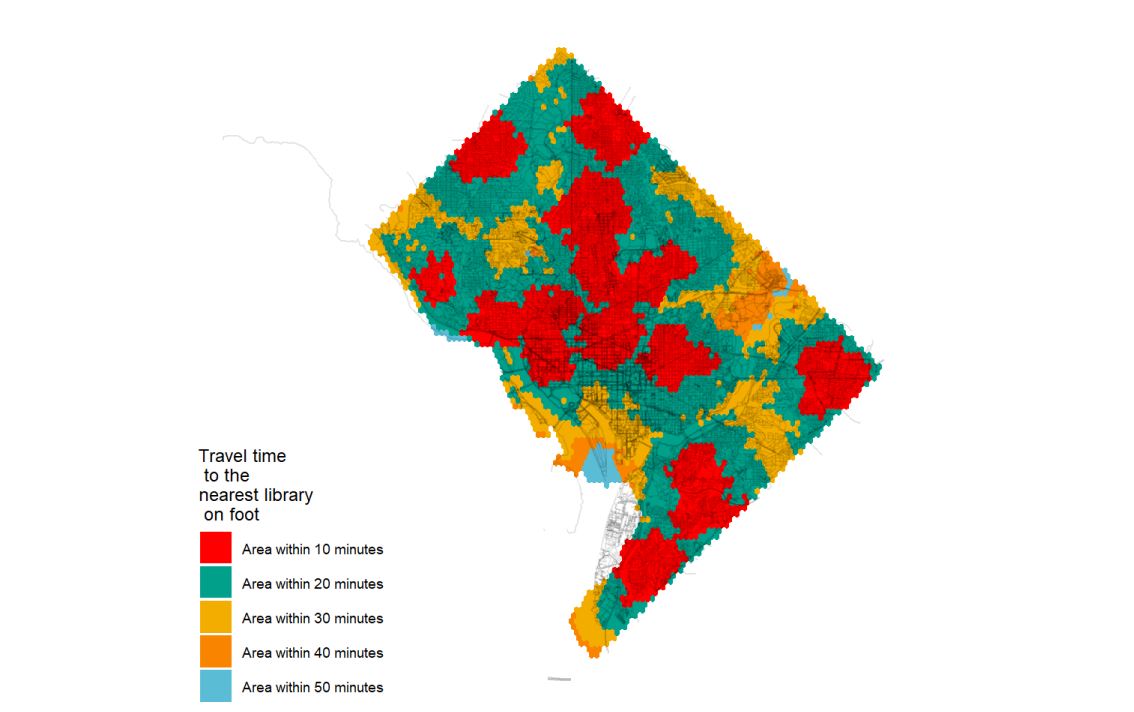 Travel time
to the
nearest library
on foot
Area within 10 minutes
Area within 20 minutes
Area within 30 minutes
Area within 40 minutes
Area within 50 minutes